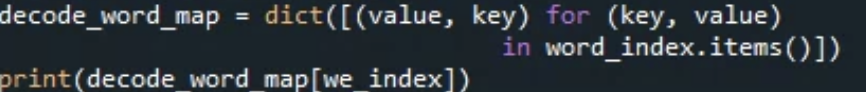 decode_word_map = dict([(value, key) for (key, value)
in word_index.items()])
print(decode_word_map[we_index])